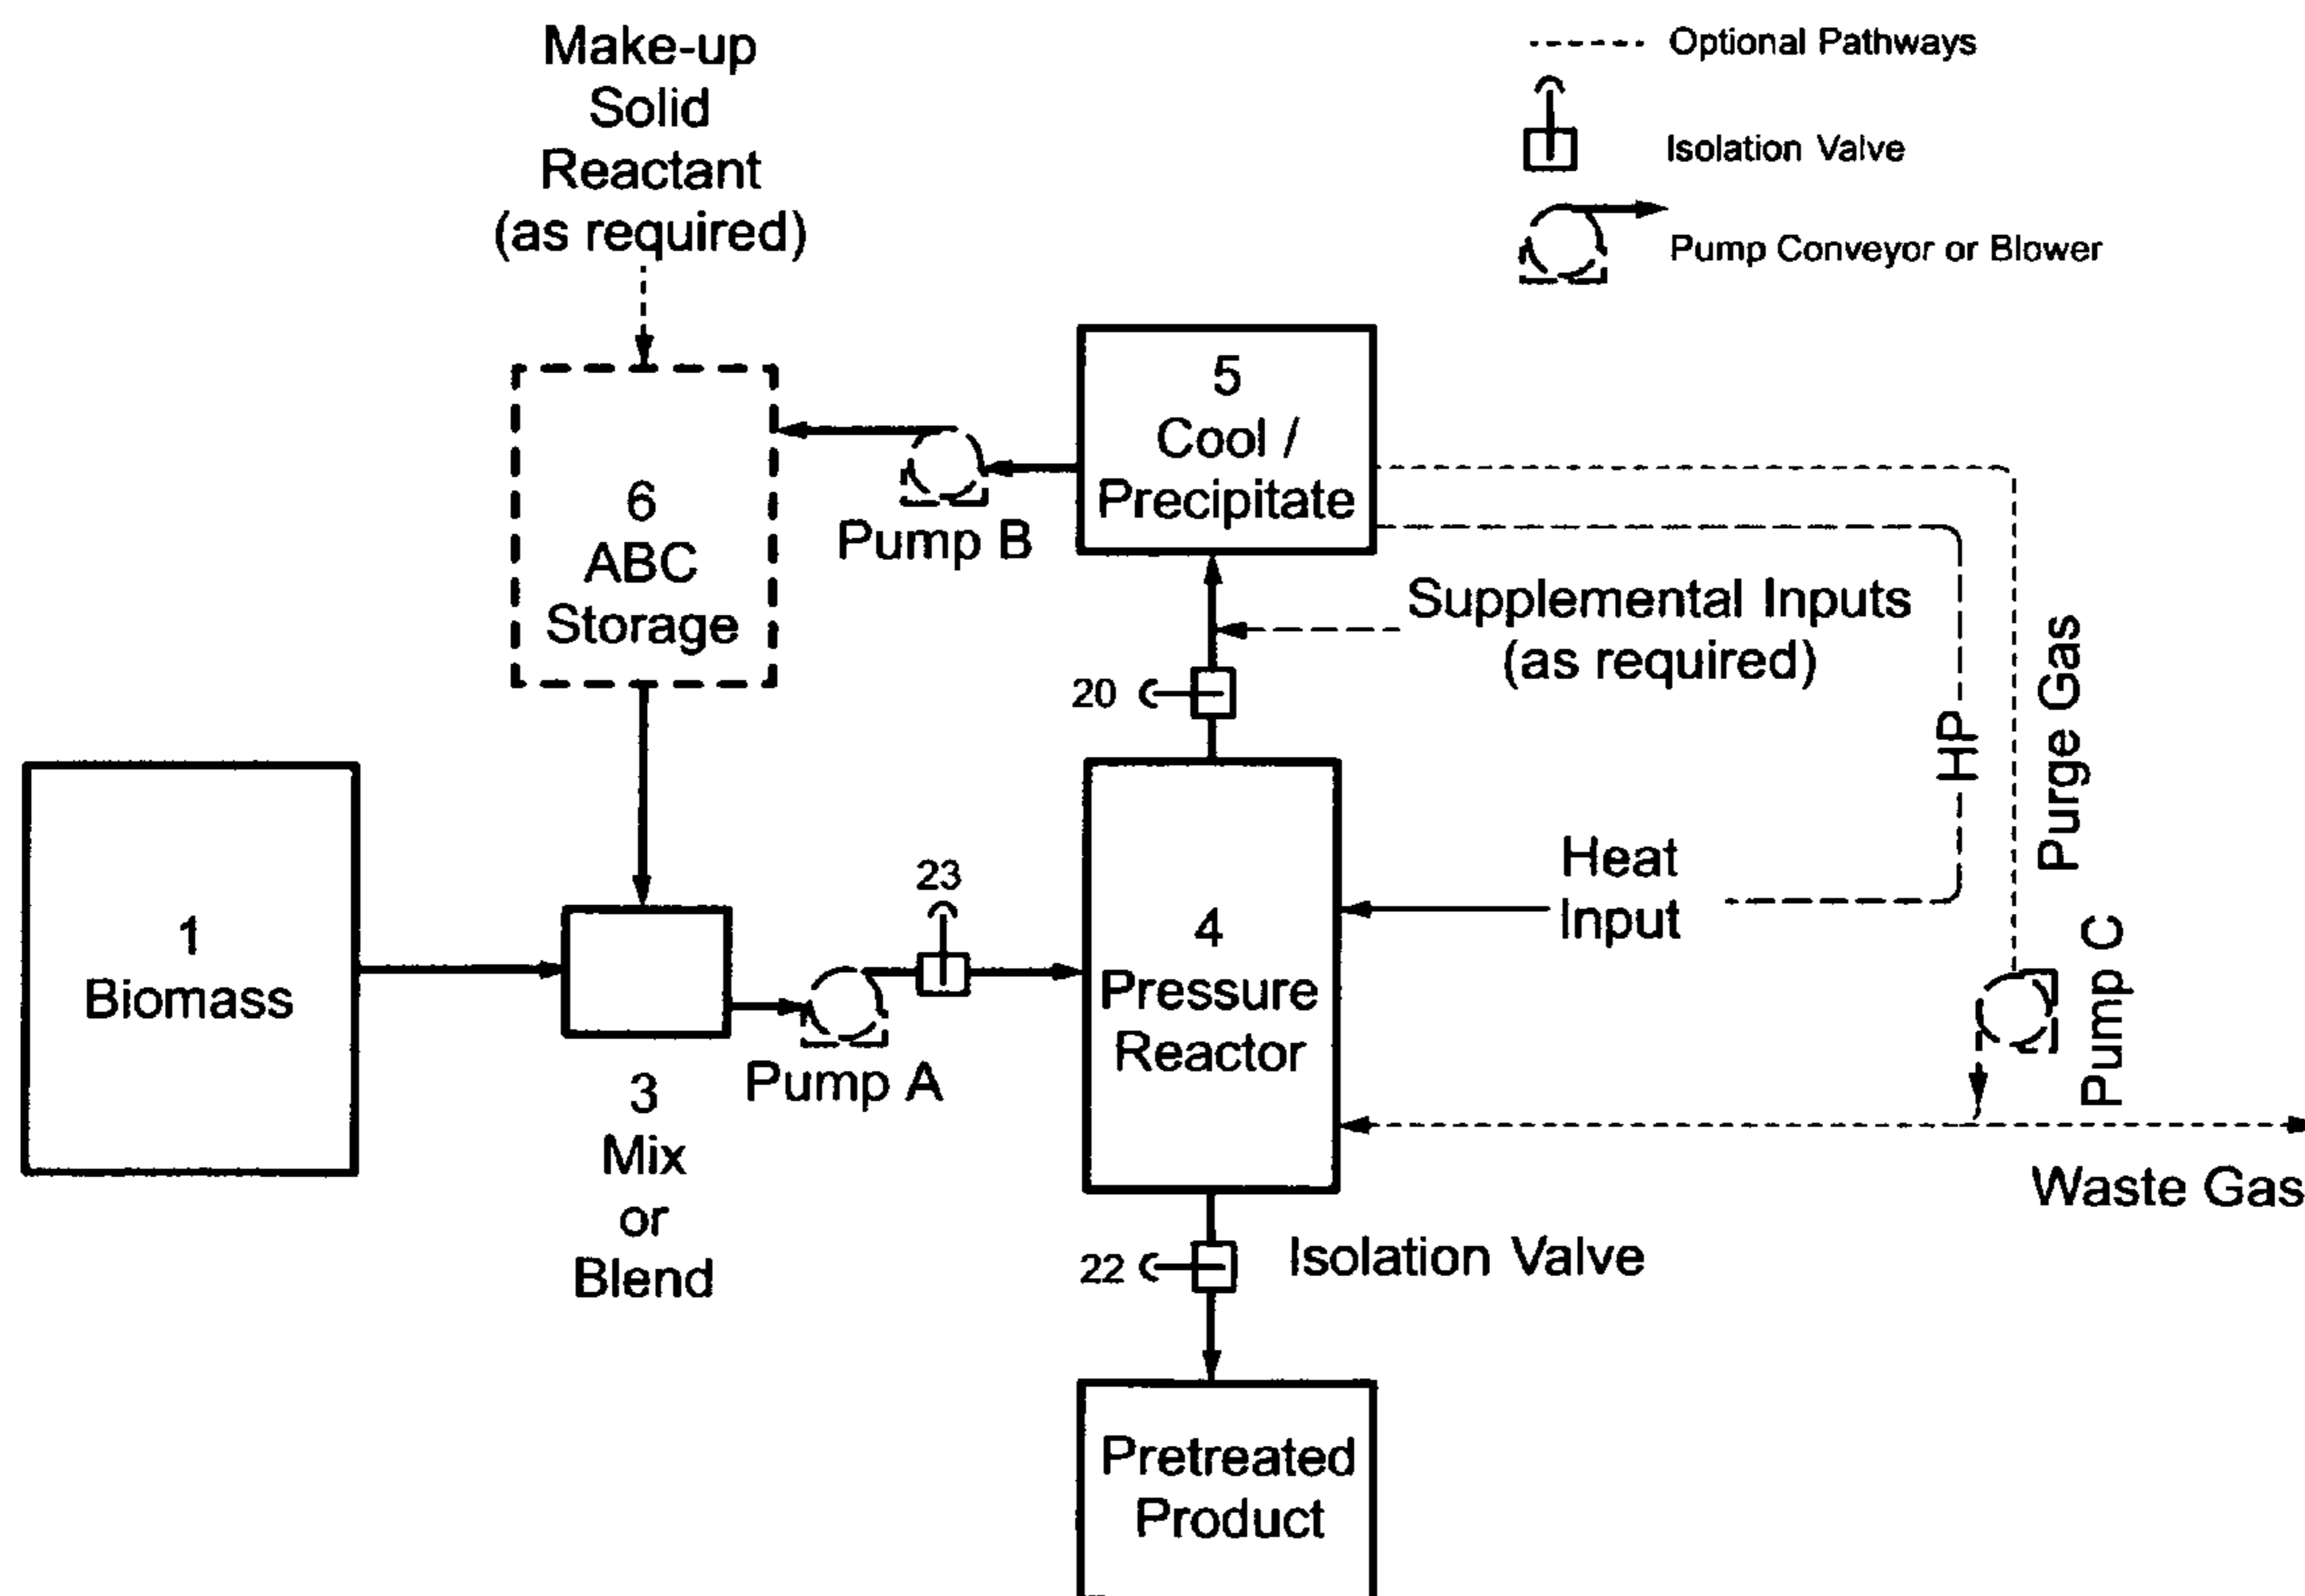 Make-up
Solid
Reactant
(as required)
Optional Pathways
Isolation Valve
Pump Conveyor or Blower
5
Cool /
Precipitate
6
ABC
Storage
Pump B
Supplemental Inputs
(as required)
20
HP
Purge Gas
Pump C
1
Biomass
23
Heat
Input
4
Pressure
Reactor
3
Mix
or
Blend
Pump A
Waste Gas
22
Isolation Valve
Pretreated
Product